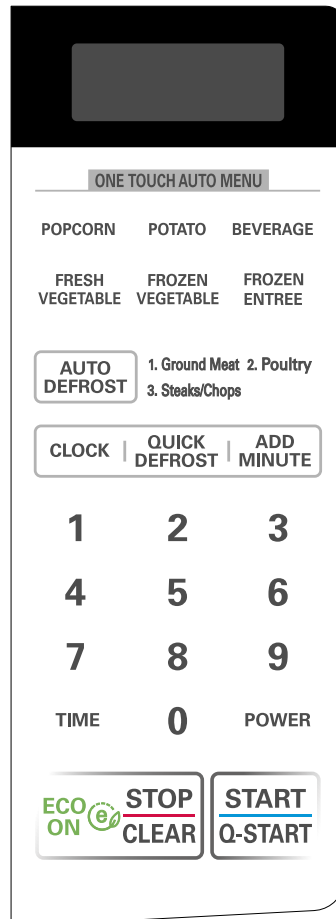 ONE TOUCH AUTO MENU
POPCORN POTATO BEVERAGE
FRESH VEGETABLE FROZEN VEGETABLE FROZEN ENTREE
AUTO DEFROST
1. Ground Meat 2. Poultry
3. Steaks/Chops
CLOCK QUICK DEFROST ADD MINUTE
1 2 3
4 5 6
7 8 9
TIME 0 POWER
ECO ON e STOP CLEAR START Q-START